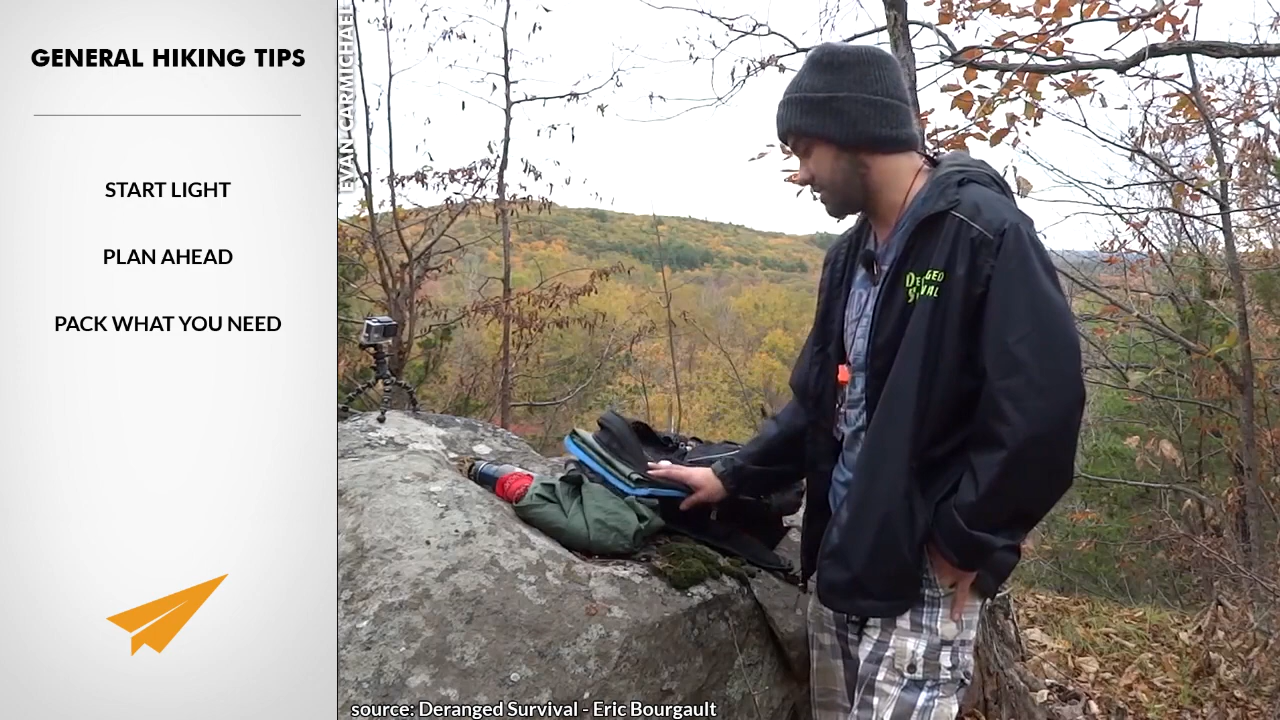 GENERAL HIKING TIPS
START LIGHT
PLAN AHEAD
PACK WHAT YOU NEED
EVAN CARMICHAEL
source: Deranged Survival - Eric Bourgault